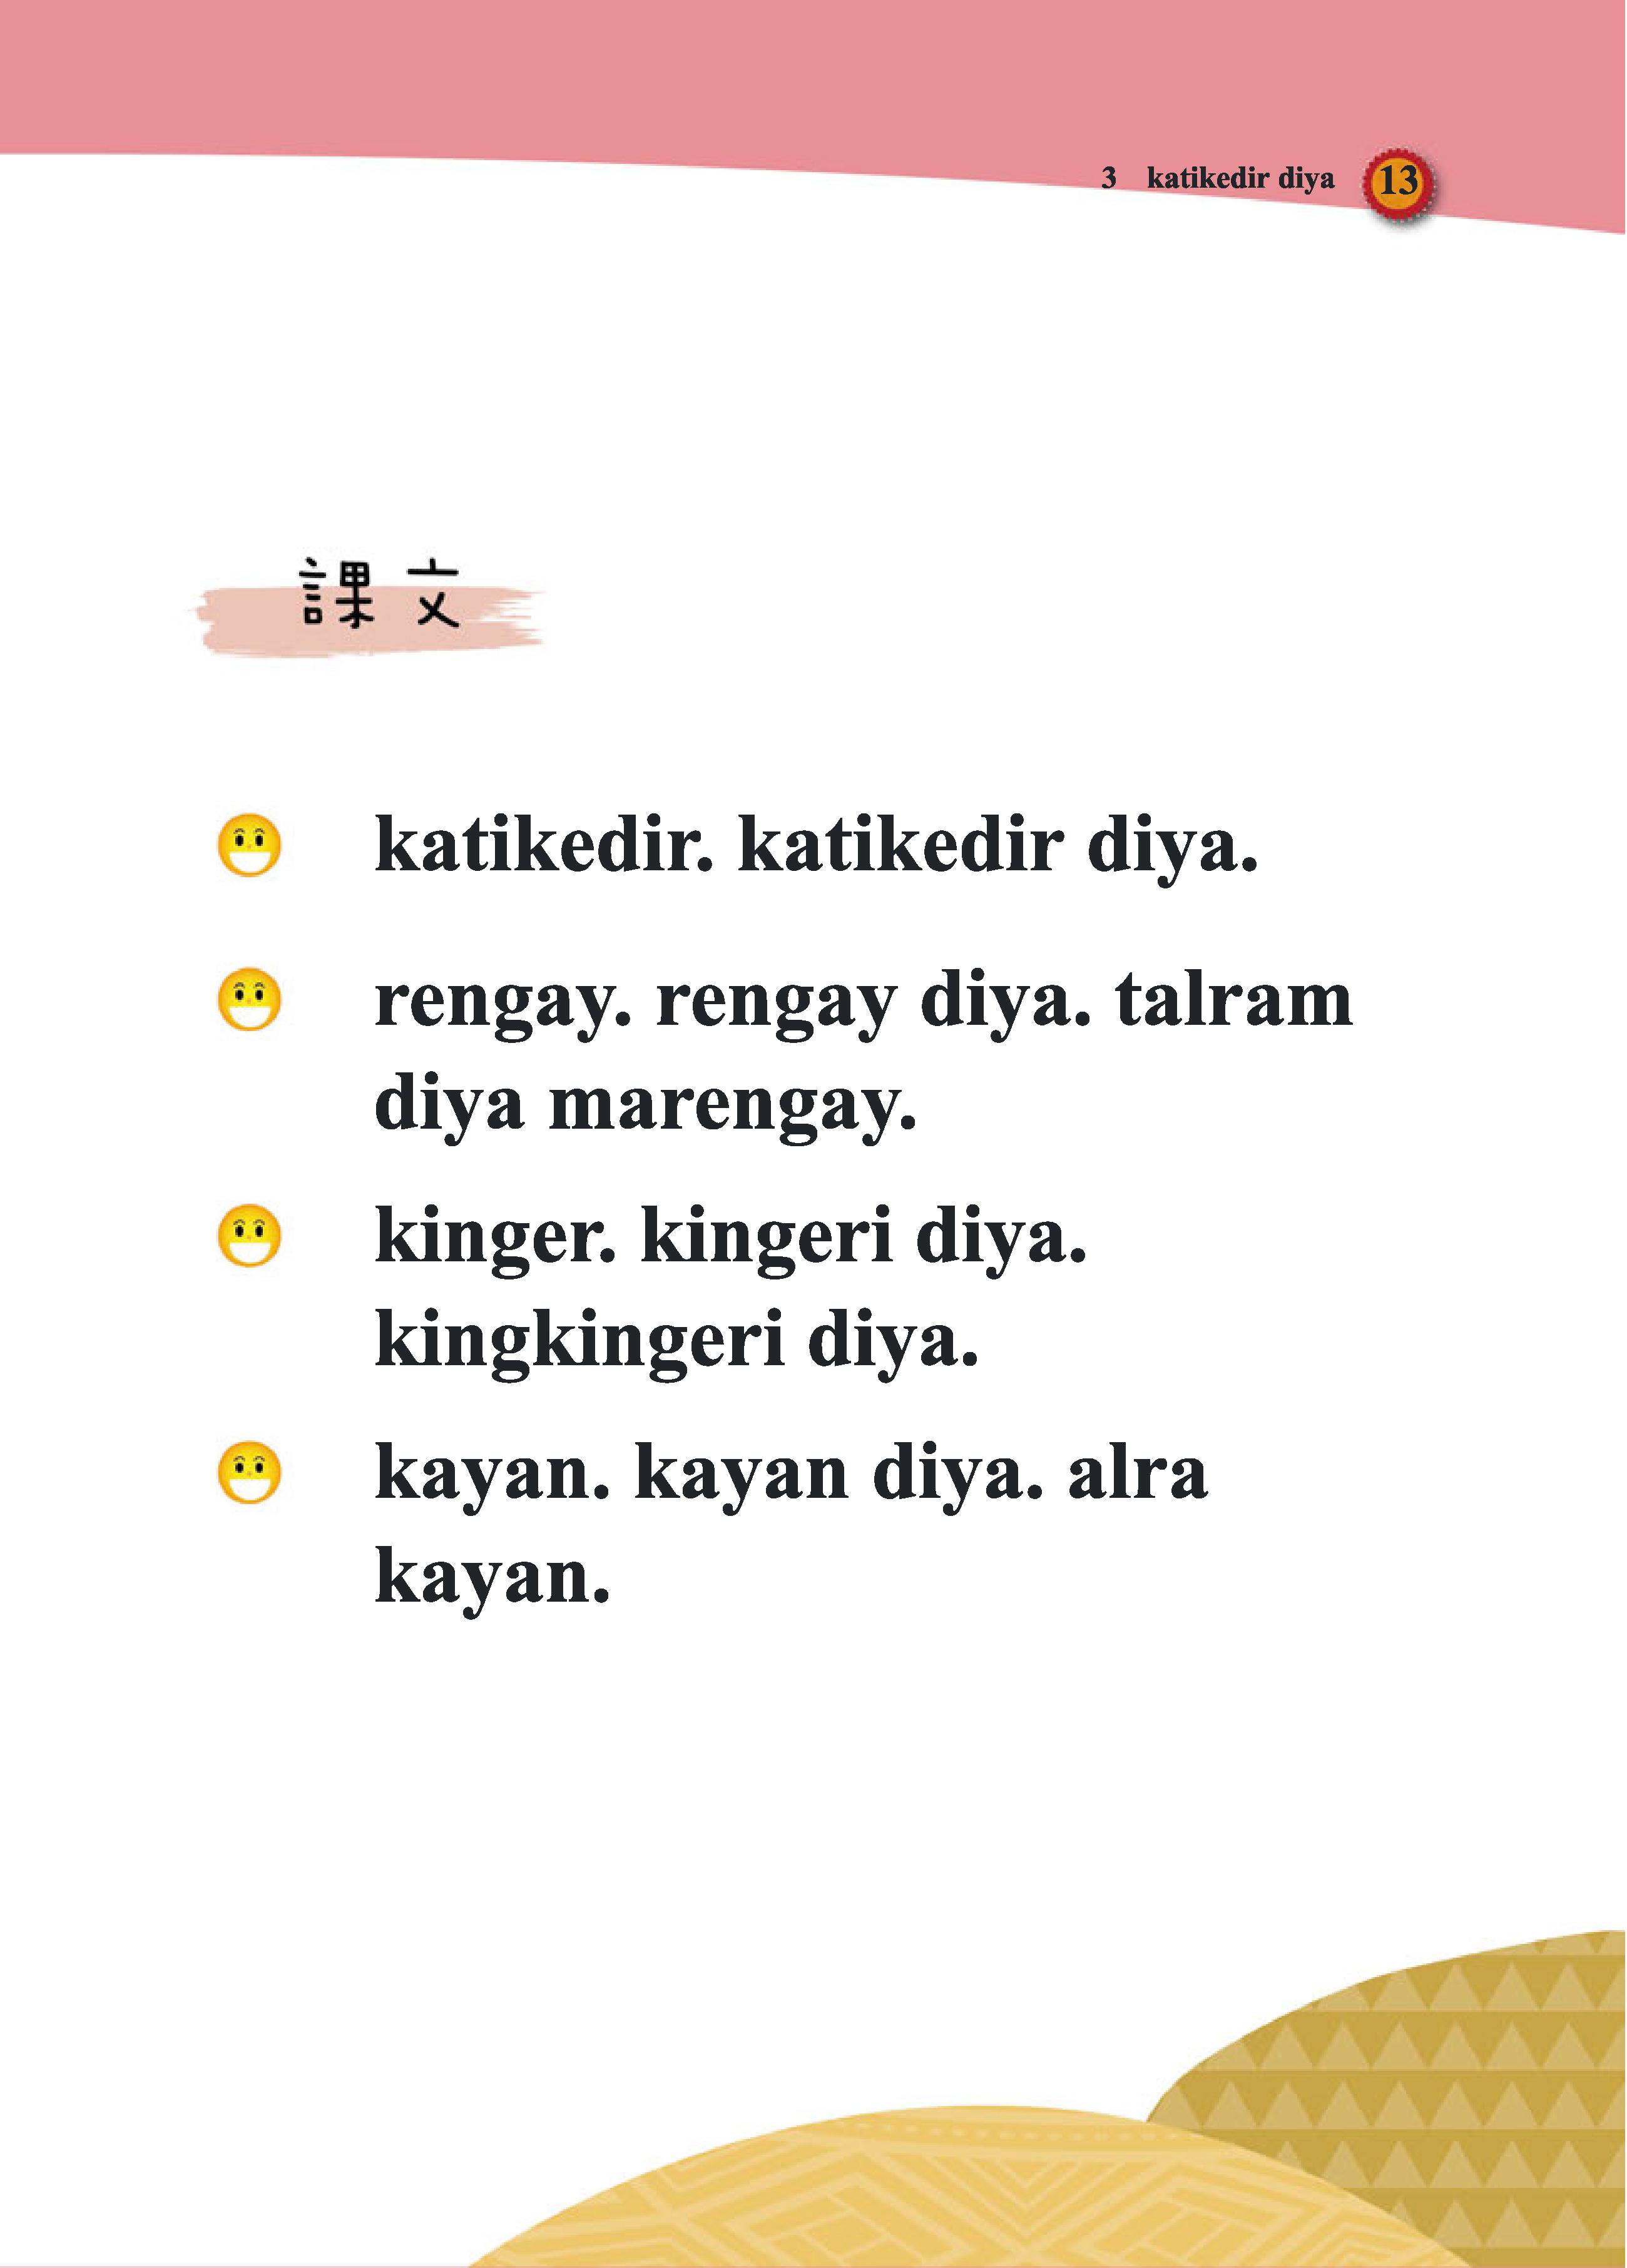 3 katikedir diya 13
課文
katikedir. katikedir diya.
rengay. rengay diya. talram
diya marengay.
kinger. kingeri diya.
kingkingeri diya.
kayan. kayan diya. alra
kayan.